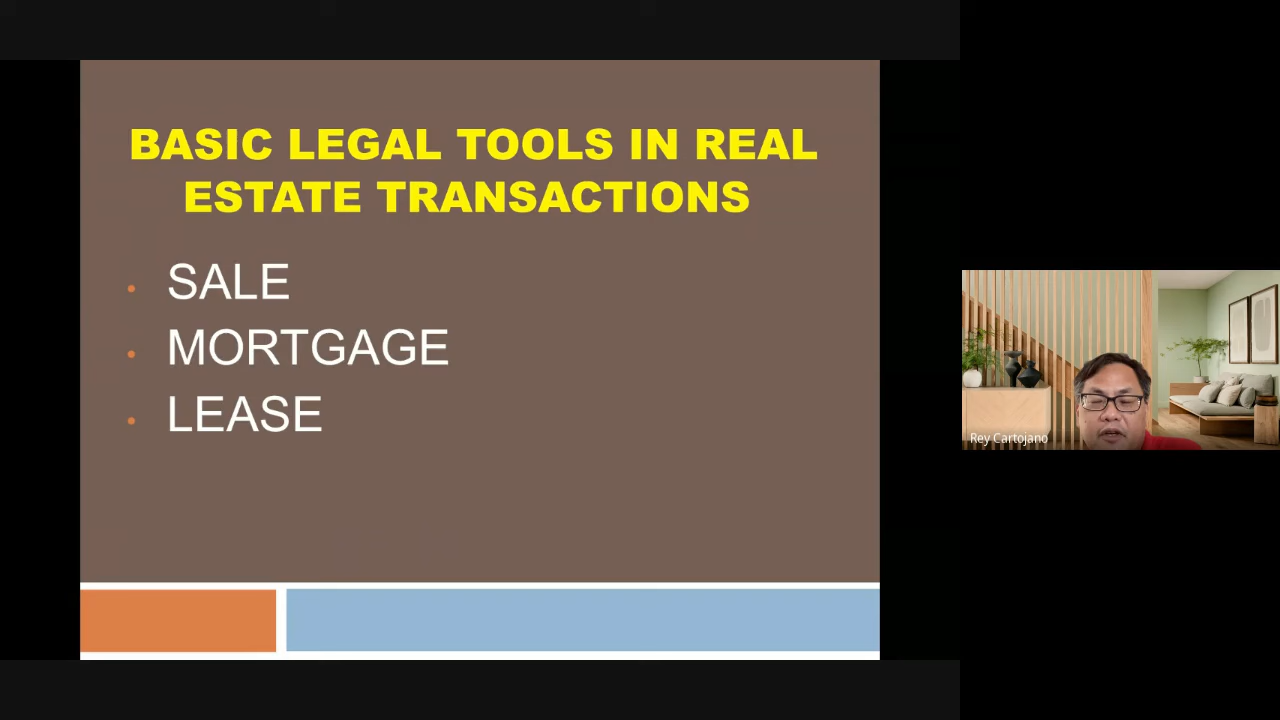 BASIC LEGAL TOOLS IN REAL
ESTATE TRANSACTIONS
• SALE
• MORTGAGE
• LEASE
Rey Cartojano